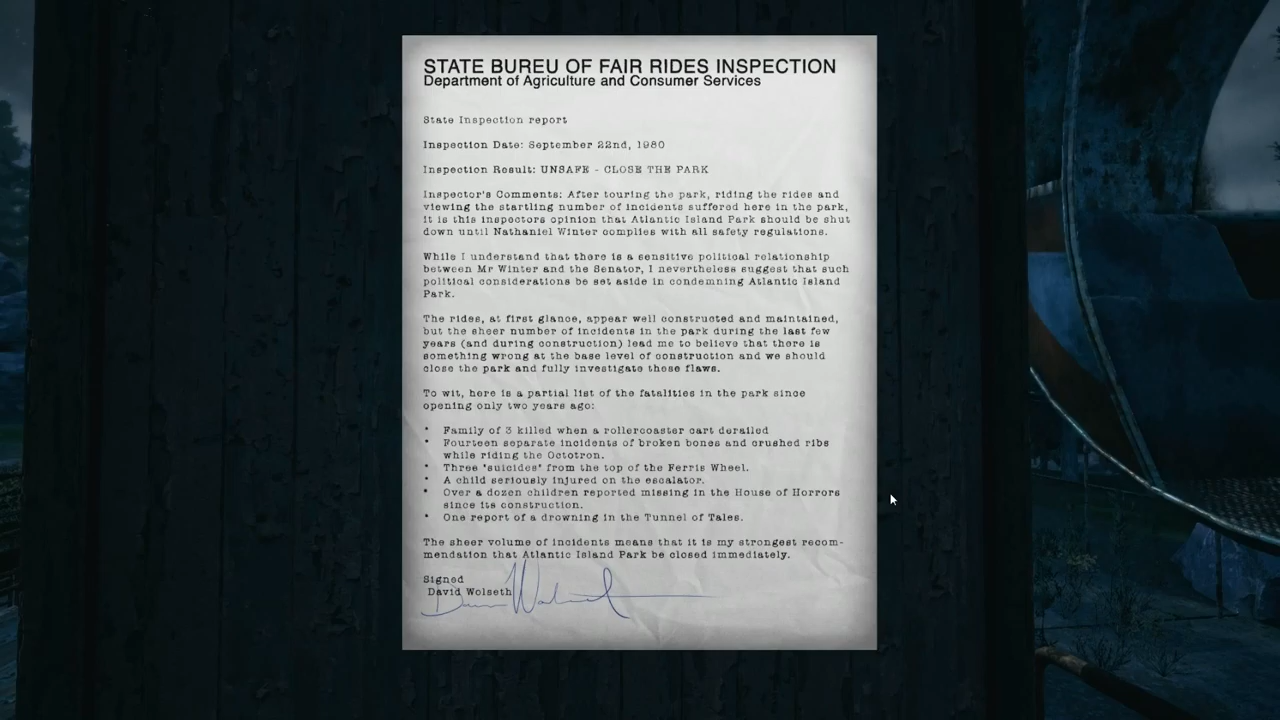 STATE BUREU OF FAIR RIDES INSPECTION
Department of Agriculture and Consumer Services
State Inspection report
Inspection Date: September 22nd, 1980
Inspection Result: UNSAFE - CLOSE THE PARK
Inspector's Comments: After touring the park, riding the rides and
viewing the startling number of incidents suffered here in the park,
it is this inspectors opinion that Atlantic Island Park should be shut
down until Nathaniel Winter complies with all safety regulations.
While I understand that there is a sensitive political relationship
between Mr Winter and the Senator, I nevertheless suggest that such
political considerations be set aside in condemning Atlantic Island
Park.
The rides, at first glance, appear well constructed and maintained,
but the sheer number of incidents in the park during the last few
years (and during construction) lead me to believe that there is
something wrong at the base level of construction and we should
close the park and fully investigate these flaws.
To wit, here is a partial list of the fatalities in the park since
opening only two years ago:
* Family of 3 killed when a rollercoaster cart derailed
* Fourteen separate incidents of broken bones and crushed ribs
while riding the Octotron.
* Three "suicides" from the top of the Ferris Wheel.
* A child seriously injured on the escalator.
* Over a dozen children reported missing in the House of Horrors
since its construction.
* One report of a drowning in the Tunnel of Tales.
The sheer volume of incidents means that it is my strongest recom-
mendation that Atlantic Island Park be closed immediately.
Signed
David Wolseth